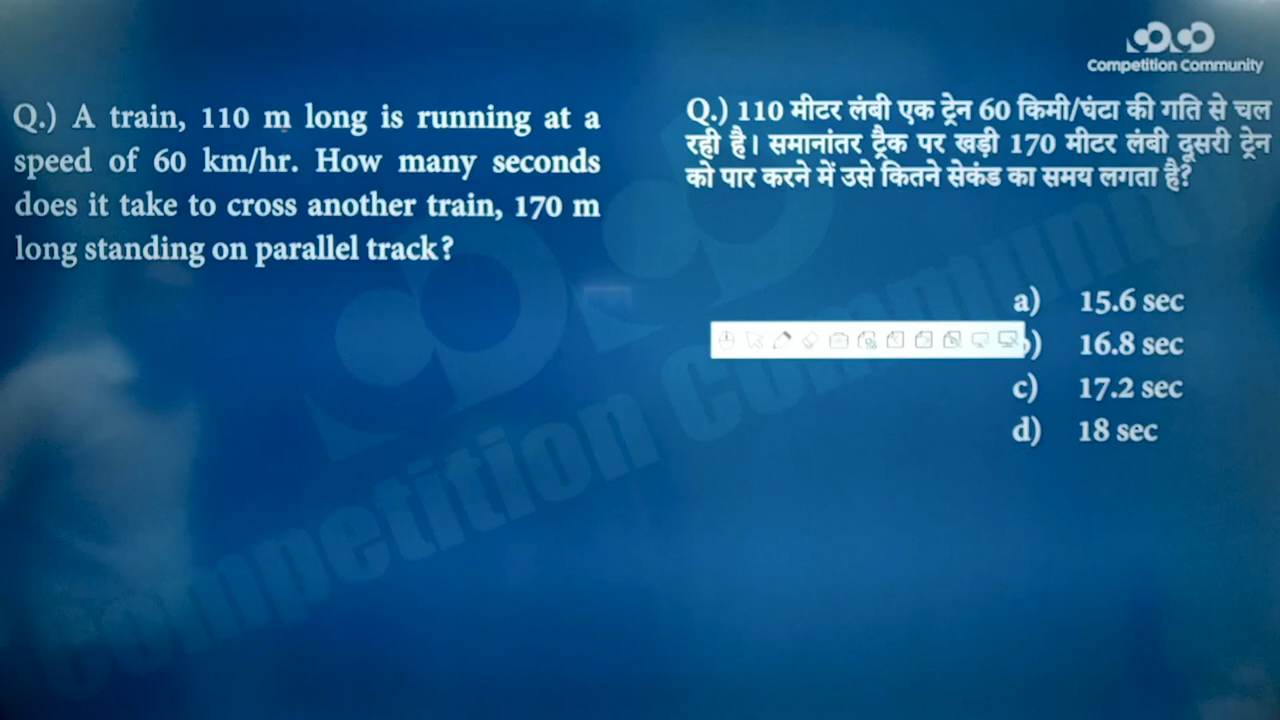 Competition Community
Q.) A train, 110 m long is running at a
speed of 60 km/hr. How many seconds
does it take to cross another train, 170 m
long standing on parallel track?
Q.) 110 मीटर लंबी एक ट्रेन 60 किमी/घंटा की गति से चल
रही है। समानांतर ट्रैक पर खड़ी 170 मीटर लंबी दूसरी ट्रेन
को पार करने में उसे कितने सेकंड का समय लगता है?
a) 15.6 sec
b) 16.8 sec
c) 17.2 sec
d) 18 sec
Competition Community